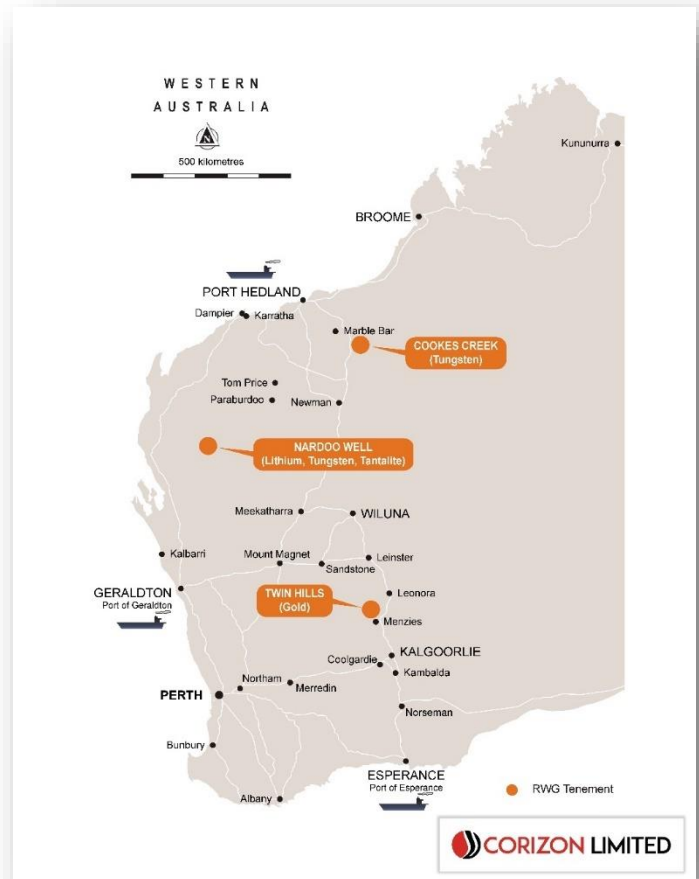 WESTERN
AUSTRALIA
N
500 kilometres
Kununurra
BROOME
PORT HEDLAND
Dampier
Karratha
Marble Bar
COOKES CREEK
(Tungsten)
Tom Price
Paraburdoo
Newman
NARDOO WELL
(Lithium, Tungsten, Tantalite)
Meekatharra
WILUNA
Kalbarri
Mount Magnet
Leinster
Sandstone
GERALDTON
Port of Geraldton
TWIN HILLS
(Gold)
Leonora
Menzies
KALGOORLIE
Coolgardie
Kambalda
Northam
Merredin
PERTH
Norseman
Bunbury
ESPERANCE
Port of Esperance
Albany
RWG Tenement
CORIZON LIMITED